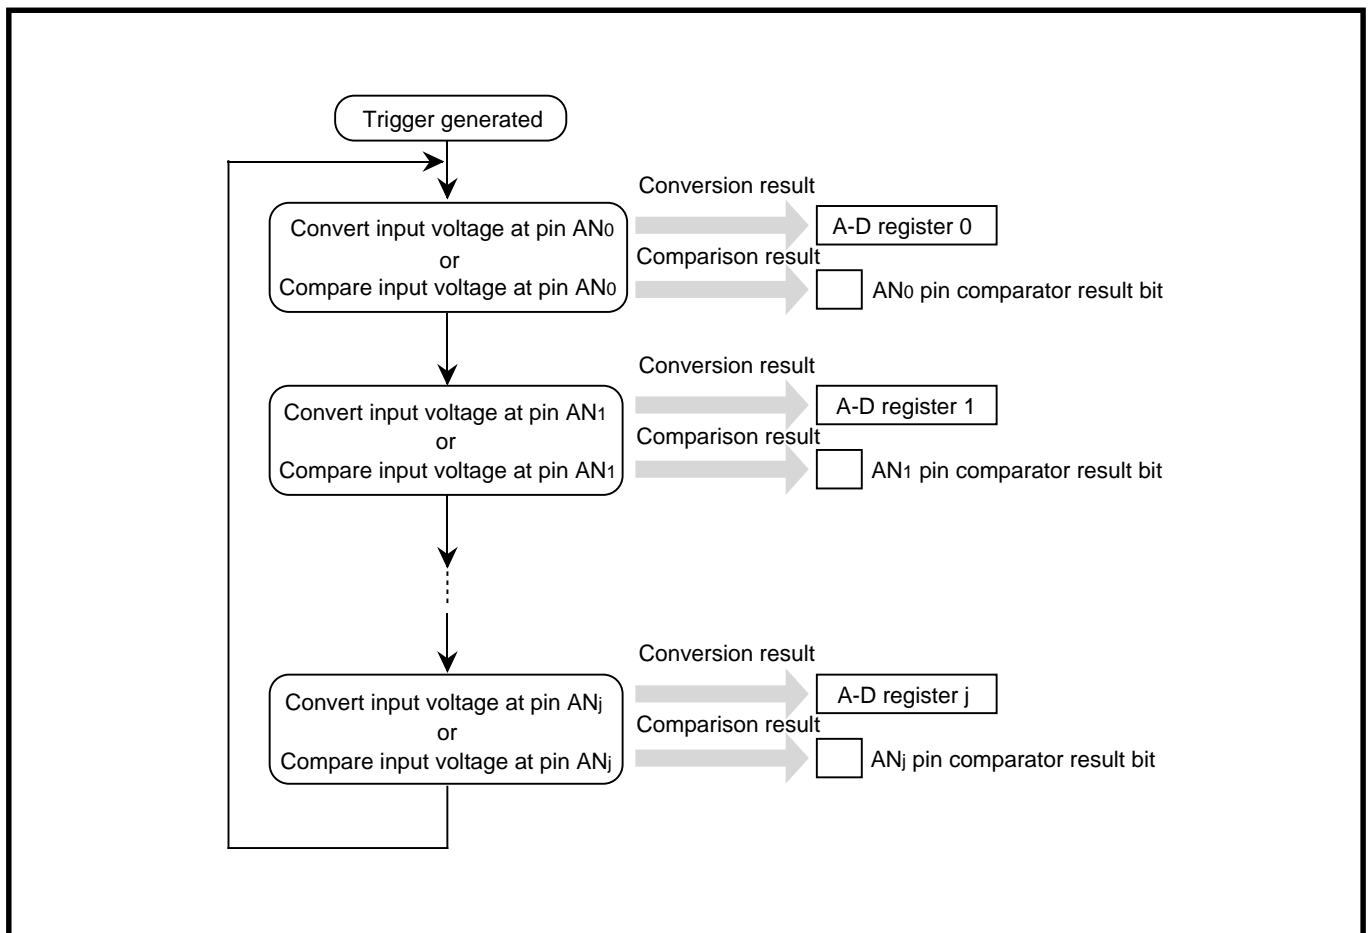 Trigger generated
Conversion result
Convert input voltage at pin AN0
A-D register 0
or
Comparison result
Compare input voltage at pin AN0
AN0 pin comparator result bit
Conversion result
Convert input voltage at pin AN1
A-D register 1
or
Comparison result
Compare input voltage at pin AN1
AN1 pin comparator result bit
Conversion result
Convert input voltage at pin ANj
A-D register j
or
Comparison result
Compare input voltage at pin ANj
ANj pin comparator result bit